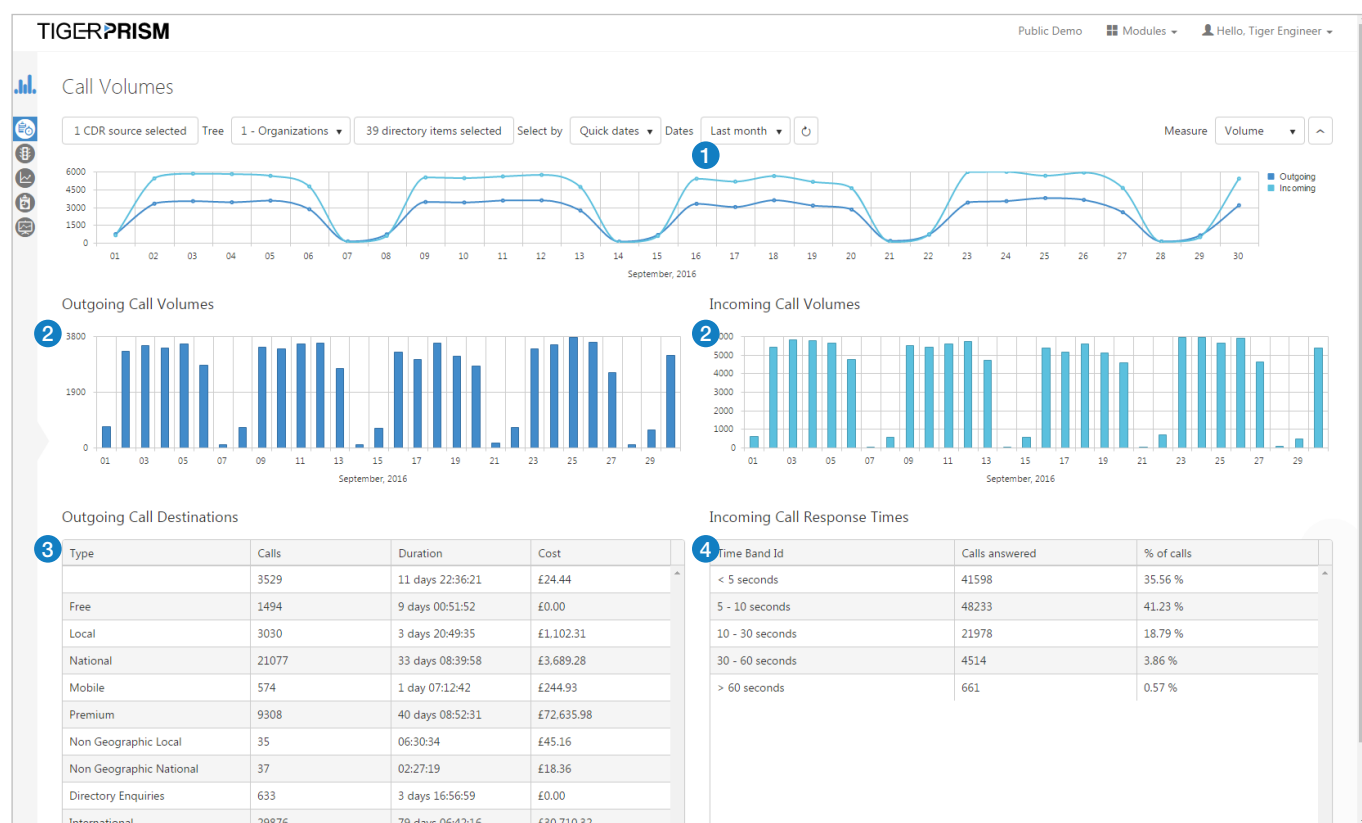 TIGERPRISM
Public Demo Modules Hello, Tiger Engineer
Call Volumes
1 CDR source selected Tree 1 - Organizations 39 directory items selected Select by Quick dates Dates Last month Measure Volume
1
6000
4500
3000
1500
0
Outgoing
Incoming
01 02 03 04 05 06 07 08 09 10 11 12 13 14 15 16 17 18 19 20 21 22 23 24 25 26 27 28 29 30
September, 2016
Outgoing Call Volumes
2
3800
1900
0
01 03 05 07 09 11 13 15 17 19 21 23 25 27 29
September, 2016
Incoming Call Volumes
2
000
5000
4000
3000
2000
1000
0
01 03 05 07 09 11 13 15 17 19 21 23 25 27 29
September, 2016
Outgoing Call Destinations
3
Type Calls Duration Cost
3529 11 days 22:36:21 £24.44
Free 1494 9 days 00:51:52 £0.00
Local 3030 3 days 20:49:35 £1,102.31
National 21077 33 days 08:39:58 £3,689.28
Mobile 574 1 day 07:12:42 £244.93
Premium 9308 40 days 08:52:31 £72,635.98
Non Geographic Local 35 06:30:34 £45.16
Non Geographic National 37 02:27:19 £18.36
Directory Enquiries 633 3 days 16:56:59 £0.00
International 29876 79 days 06:42:16 £30,710.32
Incoming Call Response Times
4
Time Band Id Calls answered % of calls
< 5 seconds 41598 35.56 %
5 - 10 seconds 48233 41.23 %
10 - 30 seconds 21978 18.79 %
30 - 60 seconds 4514 3.86 %
> 60 seconds 661 0.57 %